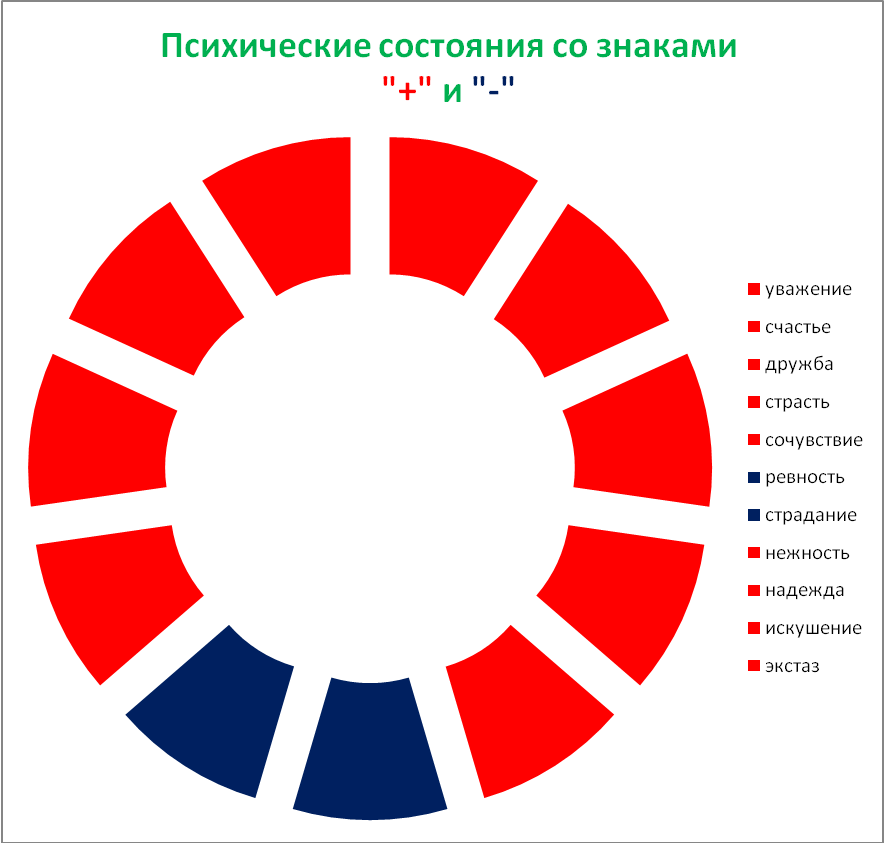 Психические состояния со знаками
"+" и "-"
уважение
счастье
дружба
страсть
сочувствие
ревность
страдание
нежность
надежда
искушение
экстаз